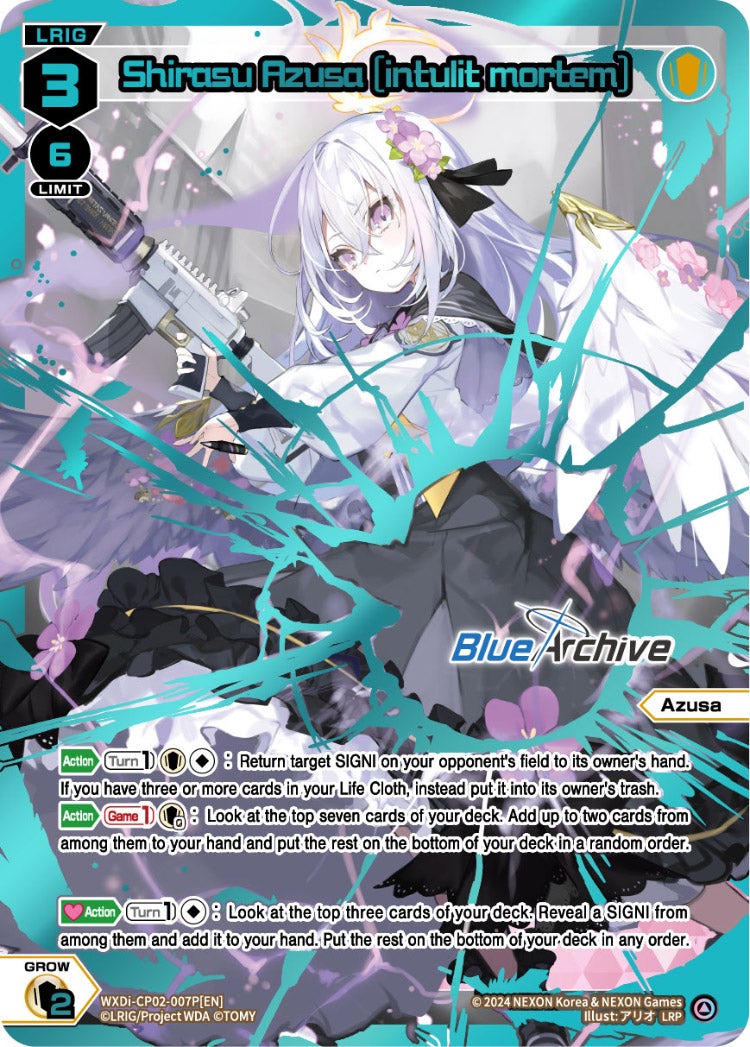 LRIG
3
Shirasu Azusa (intulit mortem)
6
LIMIT
Blue Archive
Azusa
Action Turn 1 : Return target SIGNI on your opponent's field to its owner's hand.
If you have three or more cards in your Life Cloth, instead put it into its owner's trash.
Action Game 1 0 : Look at the top seven cards of your deck. Add up to two cards from
among them to your hand and put the rest on the bottom of your deck in a random order.
Action Turn 1 : Look at the top three cards of your deck. Reveal a SIGNI from
among them and add it to your hand. Put the rest on the bottom of your deck in any order.
GROW
2
WXDi-CP02-007P[EN]
©LRIG/Project WDA ©TOMY
© 2024 NEXON Korea & NEXON Games
Illust:アリオ LRP